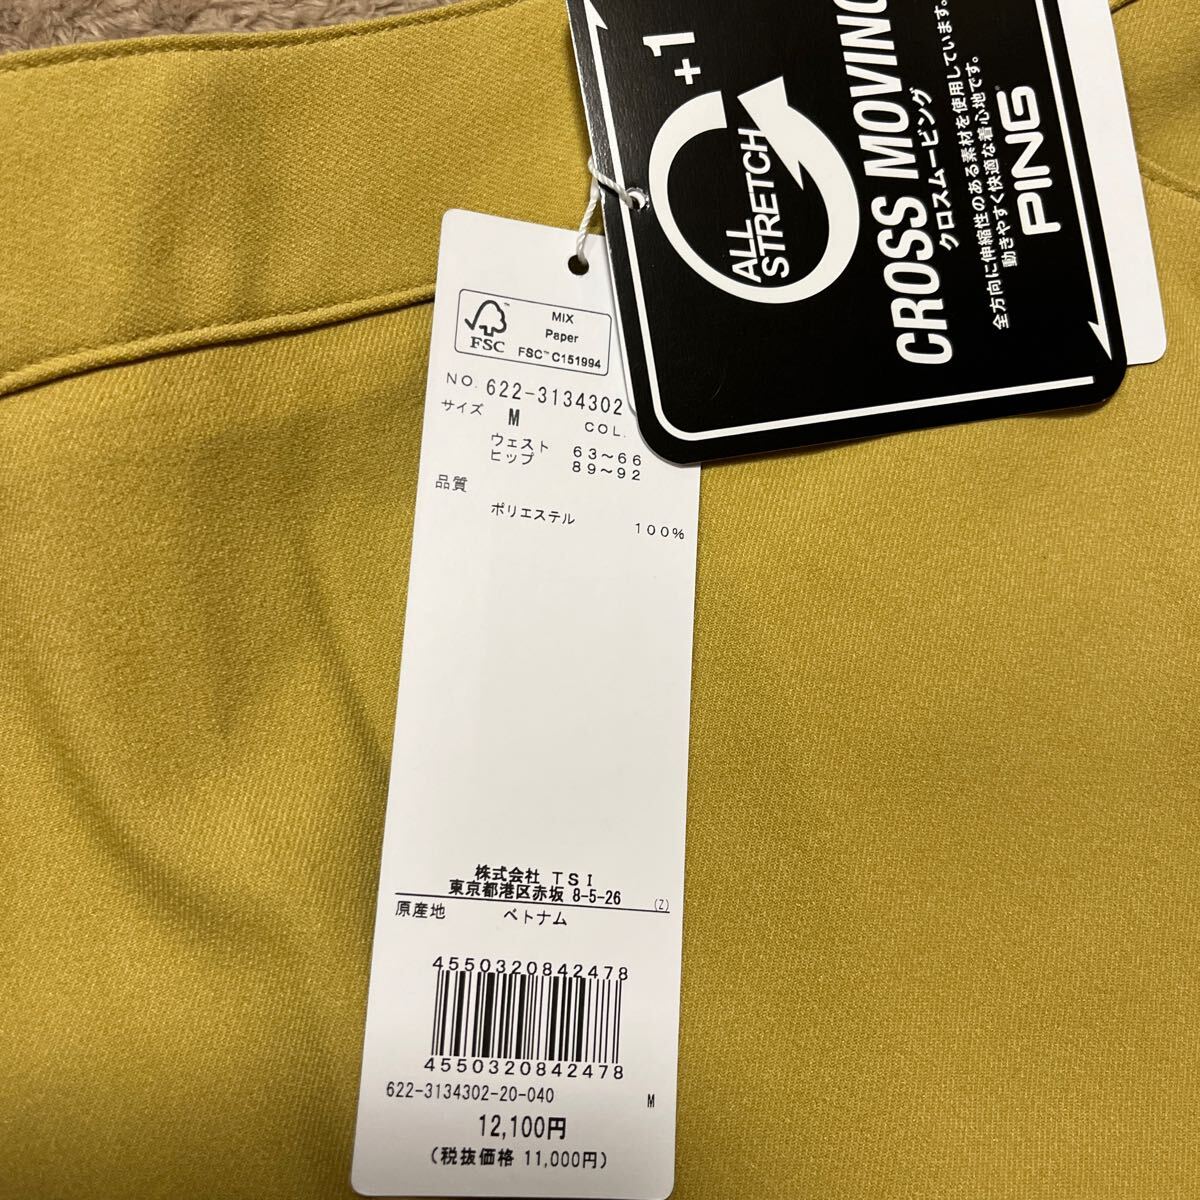 +1
ALL
STRETCH
CROSS MOVING
クロスムービング
全方向に伸縮性のある素材を使用しています。
動きやすく快適な着心地です。
PING
FSC™
MIX
Paper
FSC™ C151994
NO. 622-3134302
サイズ M COL.
ウェスト 63〜66
ヒップ 89〜92
品質
ポリエステル 100%
株式会社 TSI
東京都港区赤坂 8-5-26 (Z)
原産地 ベトナム
4550320842478
4550320842478
622-3134302-20-040 M
12,100円
(税抜価格 11,000円)